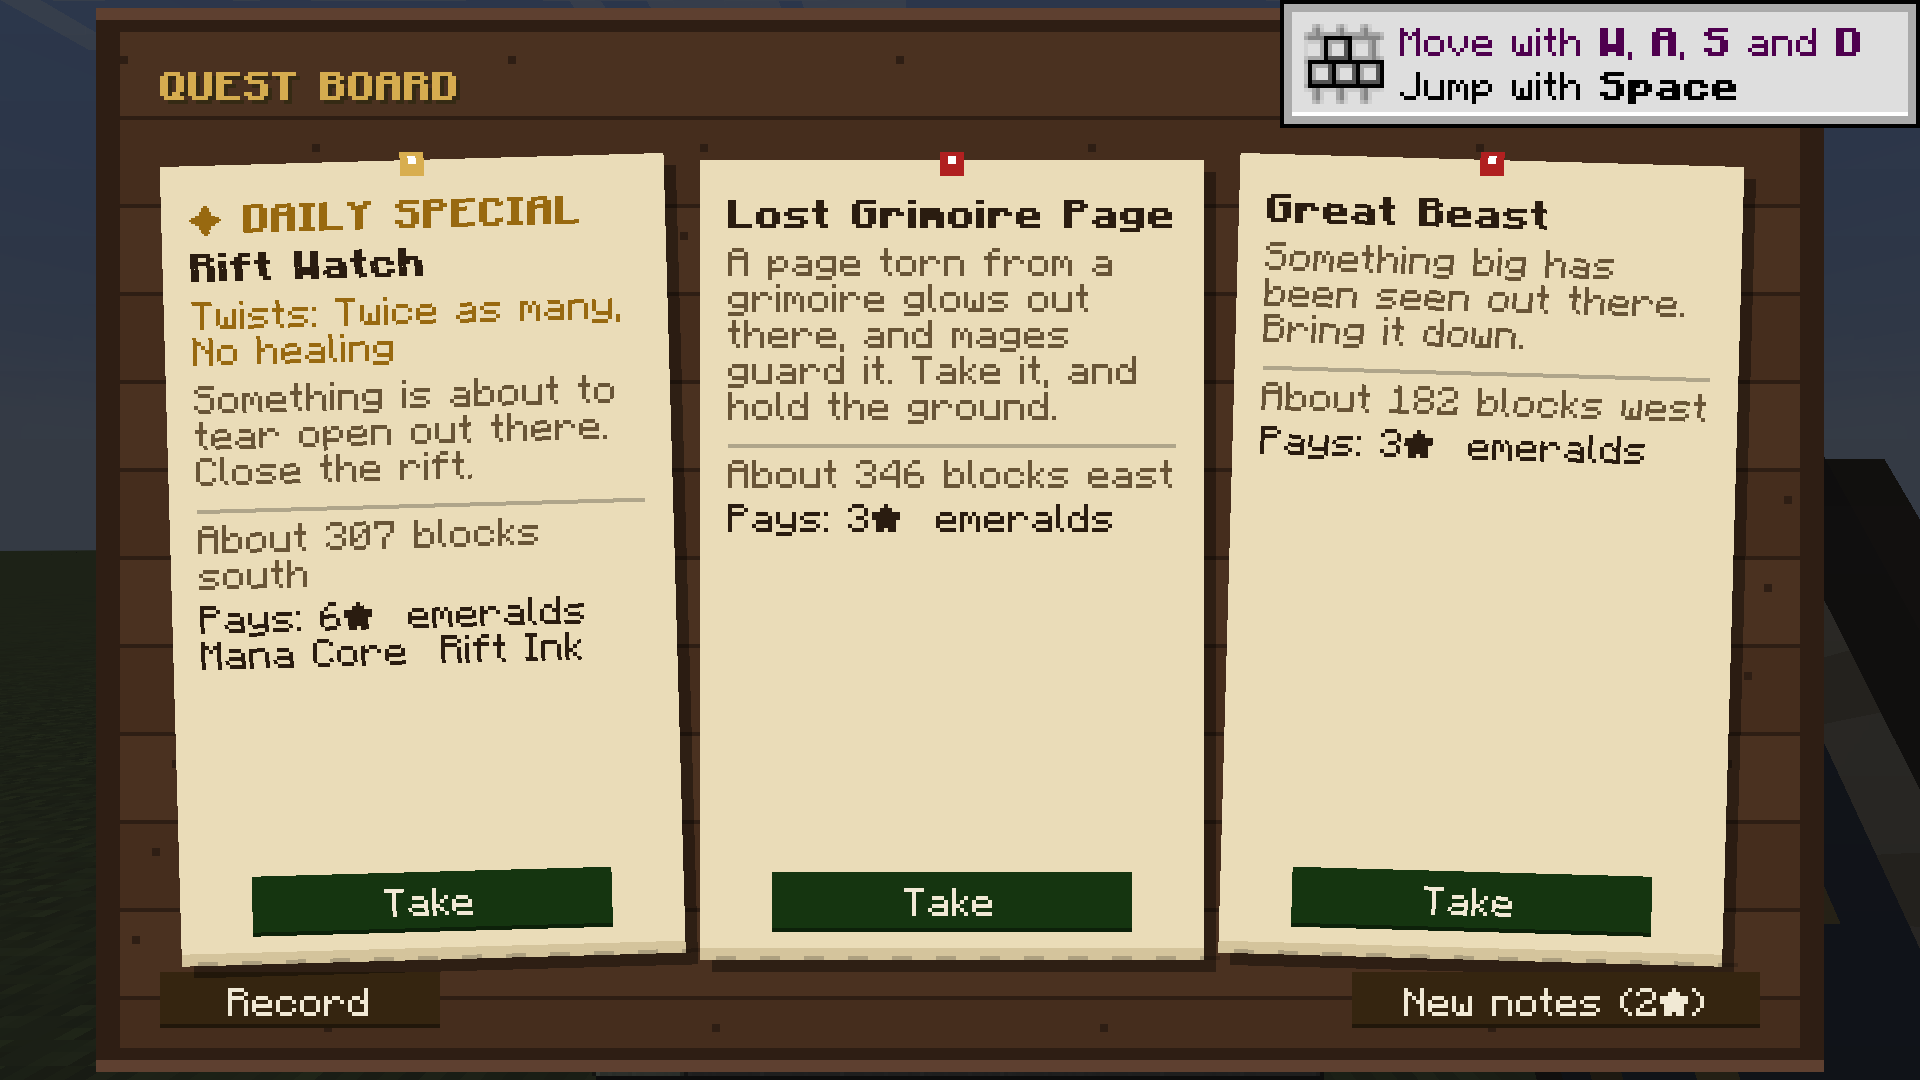 QUEST BOARD
Move with W, A, S and D
Jump with Space
✦ DAILY SPECIAL
Rift Watch
Twists: Twice as many,
No healing
Something is about to
tear open out there.
Close the rift.
About 307 blocks
south
Pays: 6★ emeralds
Mana Core Rift Ink
Take
Lost Grimoire Page
A page torn from a
grimoire glows out
there, and mages
guard it. Take it, and
hold the ground.
About 346 blocks east
Pays: 3★ emeralds
Take
Great Beast
Something big has
been seen out there.
Bring it down.
About 182 blocks west
Pays: 3★ emeralds
Take
Record
New notes (2★)